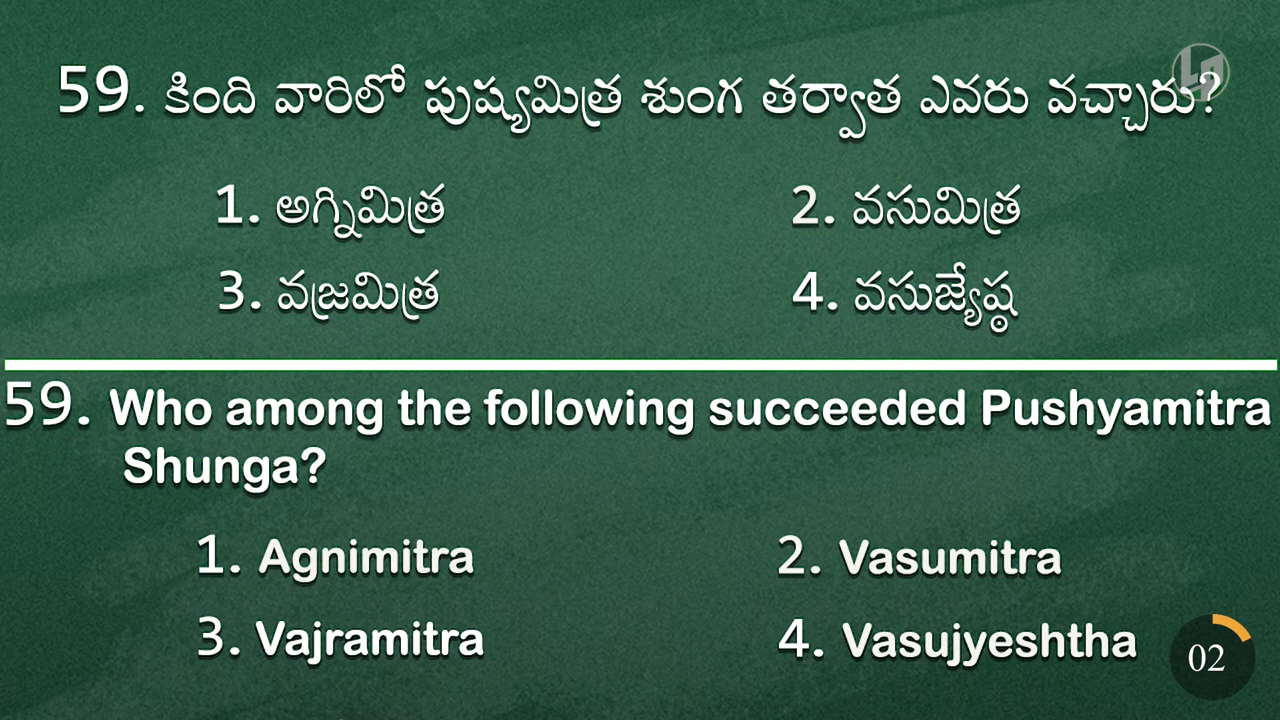 59. కింది వారిలో పుష్యమిత్ర శుంగ తర్వాత ఎవరు వచ్చారు?
1. అగ్నిమిత్ర 2. వసుమిత్ర
3. వజ్రమిత్ర 4. వసుజ్యేష్ఠ
59. Who among the following succeeded Pushyamitra
Shunga?
1. Agnimitra 2. Vasumitra
3. Vajramitra 4. Vasujyeshtha
02